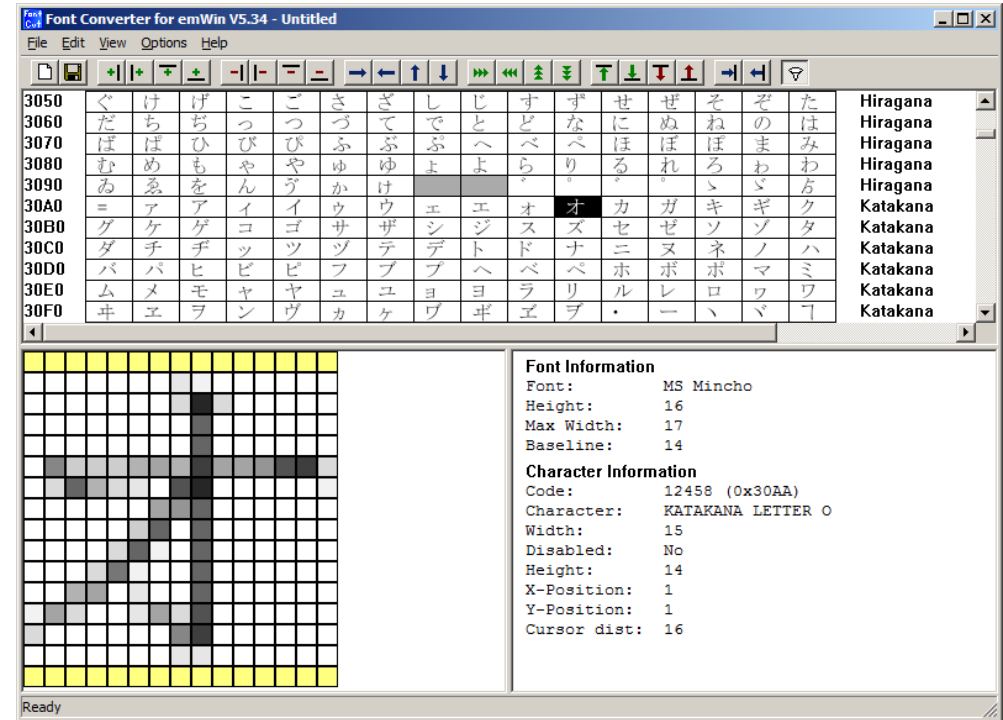 Font Converter for emWin V5.34 - Untitled
File Edit View Options Help
3050 ぐ け げ こ ご さ ざ し じ す ず せ ぜ そ ぞ た Hiragana
3060 だ ち ぢ っ つ づ て で と ど な に ぬ ね の は Hiragana
3070 ば ぱ ひ び ぴ ふ ぶ ぷ へ べ ぺ ほ ぼ ぽ ま み Hiragana
3080 む め も ゃ や ゅ ゆ ょ よ ら り る れ ろ ゎ わ Hiragana
3090 ゐ ゑ を ん ゔ ゕ ゖ ゙ ゚ ゛ ゜ ゝ ゞ ゟ Hiragana
30A0 ゠ ァ ア ィ イ ゥ ウ ェ エ ォ オ カ ガ キ ギ ク Katakana
30B0 グ ケ ゲ コ ゴ サ ザ シ ジ ス ズ セ ゼ ソ ゾ タ Katakana
30C0 ダ チ ヂ ッ ツ ヅ テ デ ト ド ナ ニ ヌ ネ ノ ハ Katakana
30D0 バ パ ヒ ビ ピ フ ブ プ ヘ ベ ペ ホ ボ ポ マ ミ Katakana
30E0 ム メ モ ャ ヤ ュ ユ ョ ヨ ラ リ ル レ ロ ヮ ワ Katakana
30F0 ヰ ヱ ヲ ン ヴ ヵ ヶ ヷ ヸ ヹ ヺ ・ ー ヽ ヾ ヿ Katakana
Font Information
Font: MS Mincho
Height: 16
Max Width: 17
Baseline: 14
Character Information
Code: 12458 (0x30AA)
Character: KATAKANA LETTER O
Width: 15
Disabled: No
Height: 14
X-Position: 1
Y-Position: 1
Cursor dist: 16
Ready